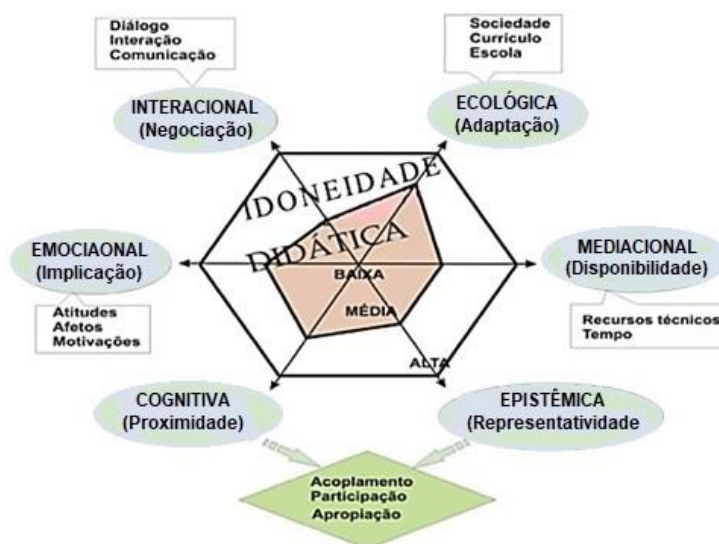 Diálogo
Interação
Comunicação
Sociedade
Currículo
Escola
INTERACIONAL
(Negociação)
ECOLÓGICA
(Adaptação)
IDONEIDADE
DIDÁTICA
EMOCIAONAL
(Implicação)
MEDIACIONAL
(Disponibilidade)
BAIXA
Atitudes
Afetos
Motivações
MÉDIA
Recursos técnicos
Tempo
ALTA
COGNITIVA
(Proximidade)
EPISTÊMICA
(Representatividade
Acoplamento
Participação
Apropiação